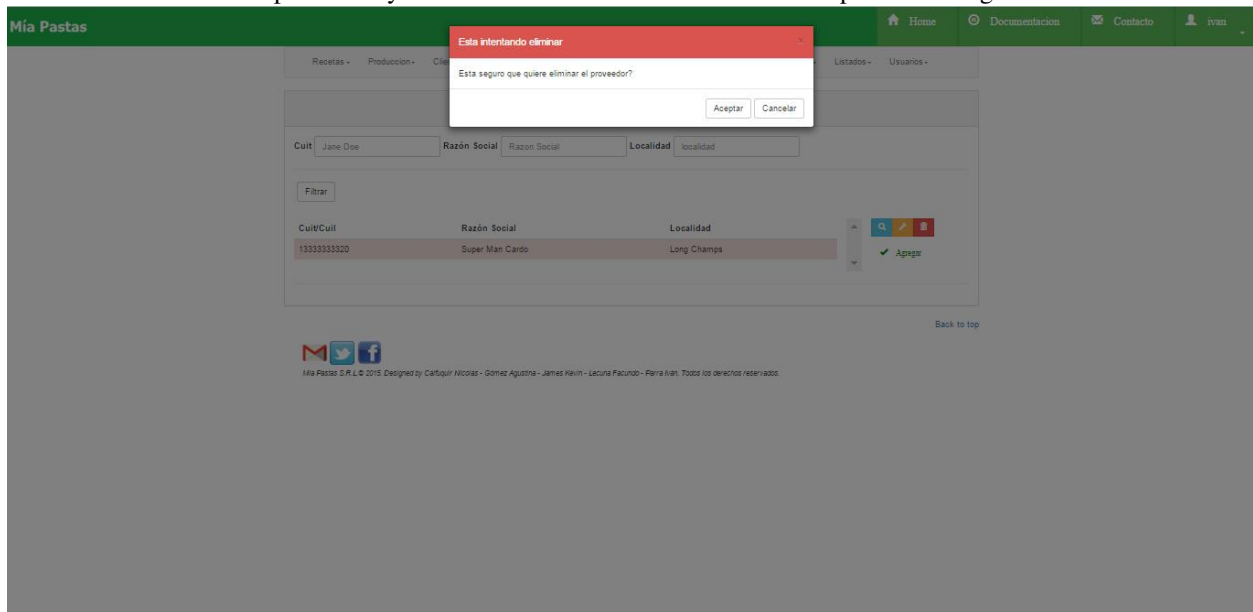 Mía Pastas
Home
Documentacion
Contacto
ivan
Esta intentando eliminar
×
Recetas
Produccion
Listados
Usuarios
Esta seguro que quiere eliminar el proveedor?
Aceptar
Cancelar
Cuit Jane Doe Razón Social Razon Social Localidad localidad
Filtrar
Cuit/Cuil Razón Social Localidad
13333333320 Super Man Cardo Long Champs
Agregar
Back to top
Mia Pastas S.R.L © 2015. Designed by Calfuquir Nicolas - Gómez Agustina - James Kevin - Lecuna Facundo - Parra Iván. Todos los derechos reservados.